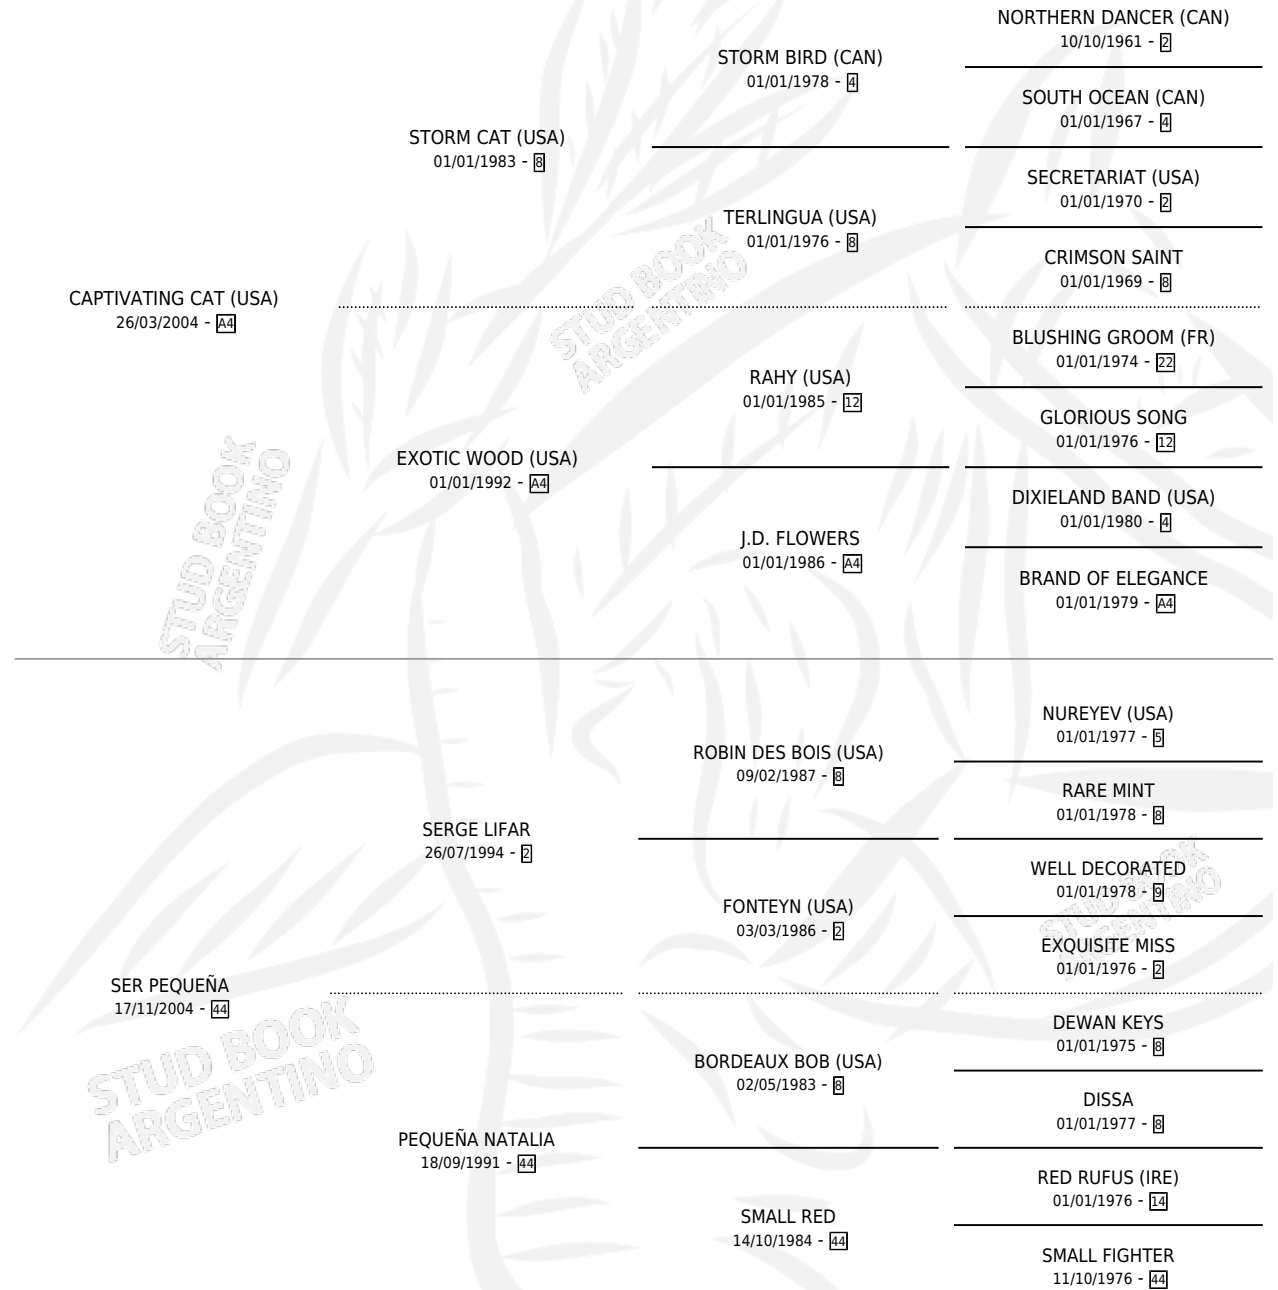 NORTHERN DANCER (CAN)
10/10/1961 - 2
STORM BIRD (CAN)
01/01/1978 - 4
SOUTH OCEAN (CAN)
01/01/1967 - 4
STORM CAT (USA)
01/01/1983 - 8
SECRETARIAT (USA)
01/01/1970 - 2
TERLINGUA (USA)
01/01/1976 - 8
CRIMSON SAINT
01/01/1969 - 8
CAPTIVATING CAT (USA)
26/03/2004 - A4
BLUSHING GROOM (FR)
01/01/1974 - 22
RAHY (USA)
01/01/1985 - 12
GLORIOUS SONG
01/01/1976 - 12
EXOTIC WOOD (USA)
01/01/1992 - A4
DIXIELAND BAND (USA)
01/01/1980 - 4
J.D. FLOWERS
01/01/1986 - A4
BRAND OF ELEGANCE
01/01/1979 - A4
STUD BOOK
ARGENTINO
STUD BOOK
ARGENTINO
NUREYEV (USA)
01/01/1977 - 5
ROBIN DES BOIS (USA)
09/02/1987 - 8
RARE MINT
01/01/1978 - 8
SERGE LIFAR
26/07/1994 - 2
WELL DECORATED
01/01/1978 - 9
FONTEYN (USA)
03/03/1986 - 2
EXQUISITE MISS
01/01/1976 - 2
SER PEQUEÑA
17/11/2004 - 44
DEWAN KEYS
01/01/1975 - 8
BORDEAUX BOB (USA)
02/05/1983 - 8
DISSA
01/01/1977 - 8
PEQUEÑA NATALIA
18/09/1991 - 44
RED RUFUS (IRE)
01/01/1976 - 14
SMALL RED
14/10/1984 - 44
SMALL FIGHTER
11/10/1976 - 44
STUD BOOK
ARGENTINO
STUD BOOK
ARGENTINO